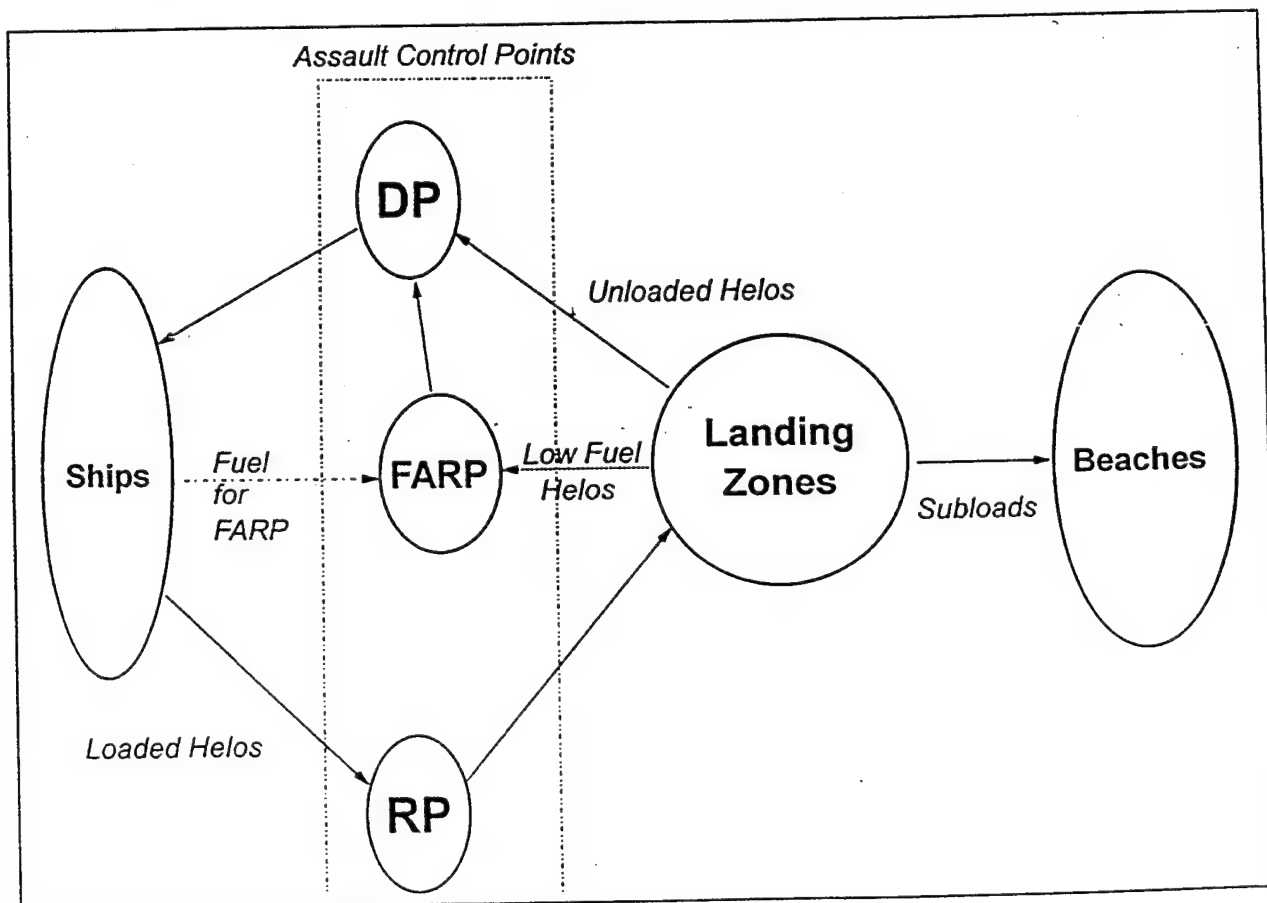 Assault Control Points
DP
Unloaded Helos
Ships
Fuel
for
FARP
FARP
Low Fuel
Helos
Landing
Zones
Subloads
Beaches
Loaded Helos
RP